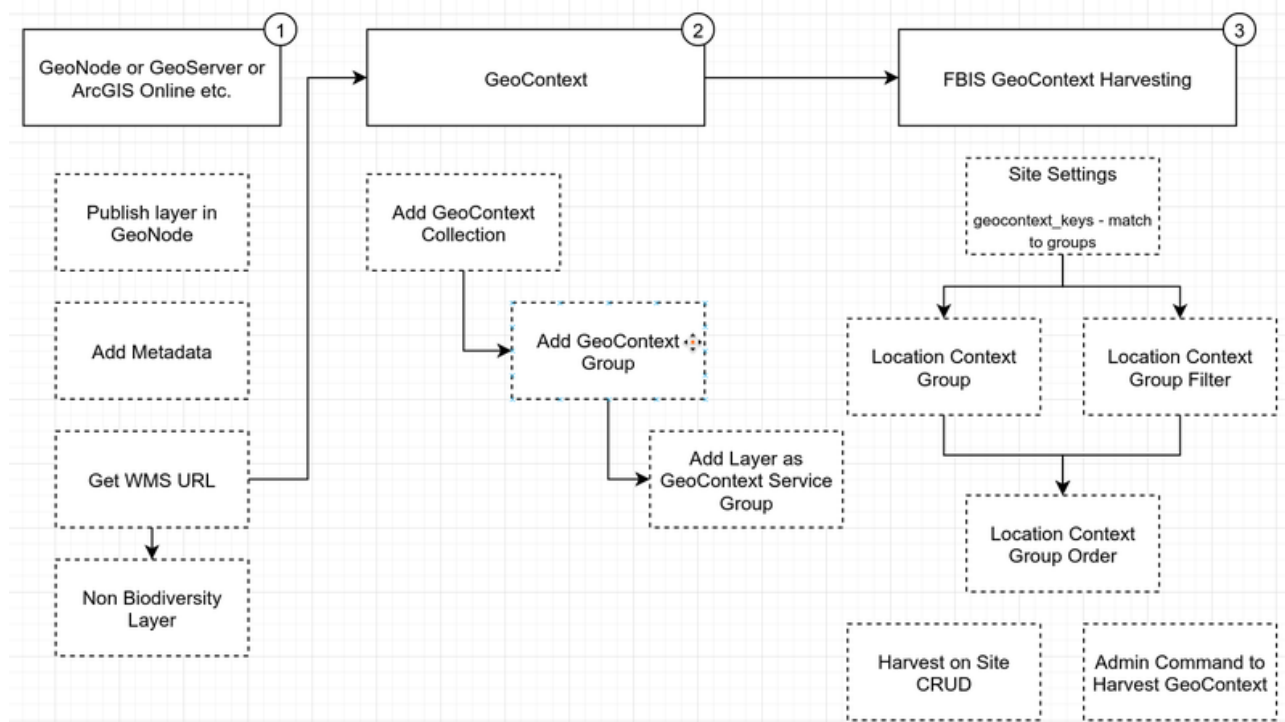 1
GeoNode or GeoServer or
ArcGIS Online etc.
2
GeoContext
3
FBIS GeoContext Harvesting
Publish layer in
GeoNode
Add Metadata
Get WMS URL
Non Biodiversity
Layer
Add GeoContext
Collection
Add GeoContext
Group
Add Layer as
GeoContext Service
Group
Site Settings
geocontext_keys - match
to groups
Location Context
Group
Location Context
Group Filter
Location Context
Group Order
Harvest on Site
CRUD
Admin Command to
Harvest GeoContext